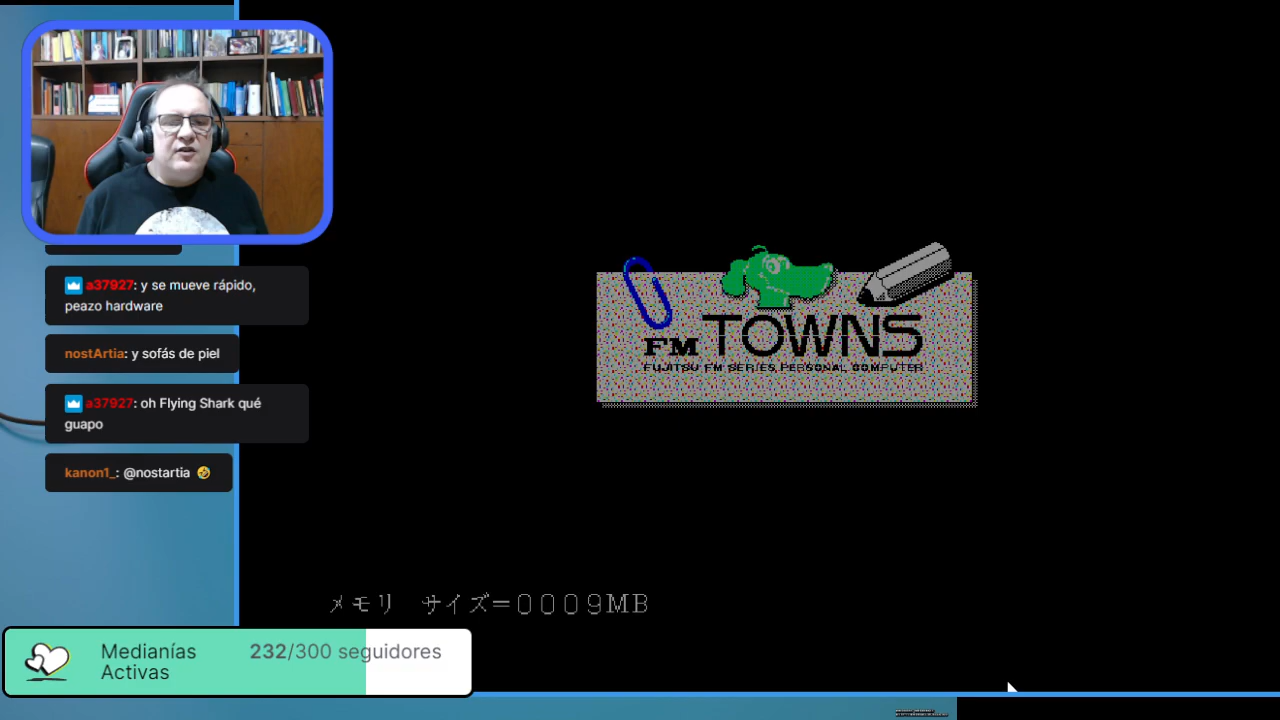 a37927: y se mueve rápido,
peazo hardware
nostArtia: y sofás de piel
a37927: oh Flying Shark qué
guapo
kanon1_: @nostartia 🤣
FM TOWNS
FUJITSU FM SERIES PERSONAL COMPUTER
メモリ サイズ=0009MB
Medianías 232/300 seguidores
Activas